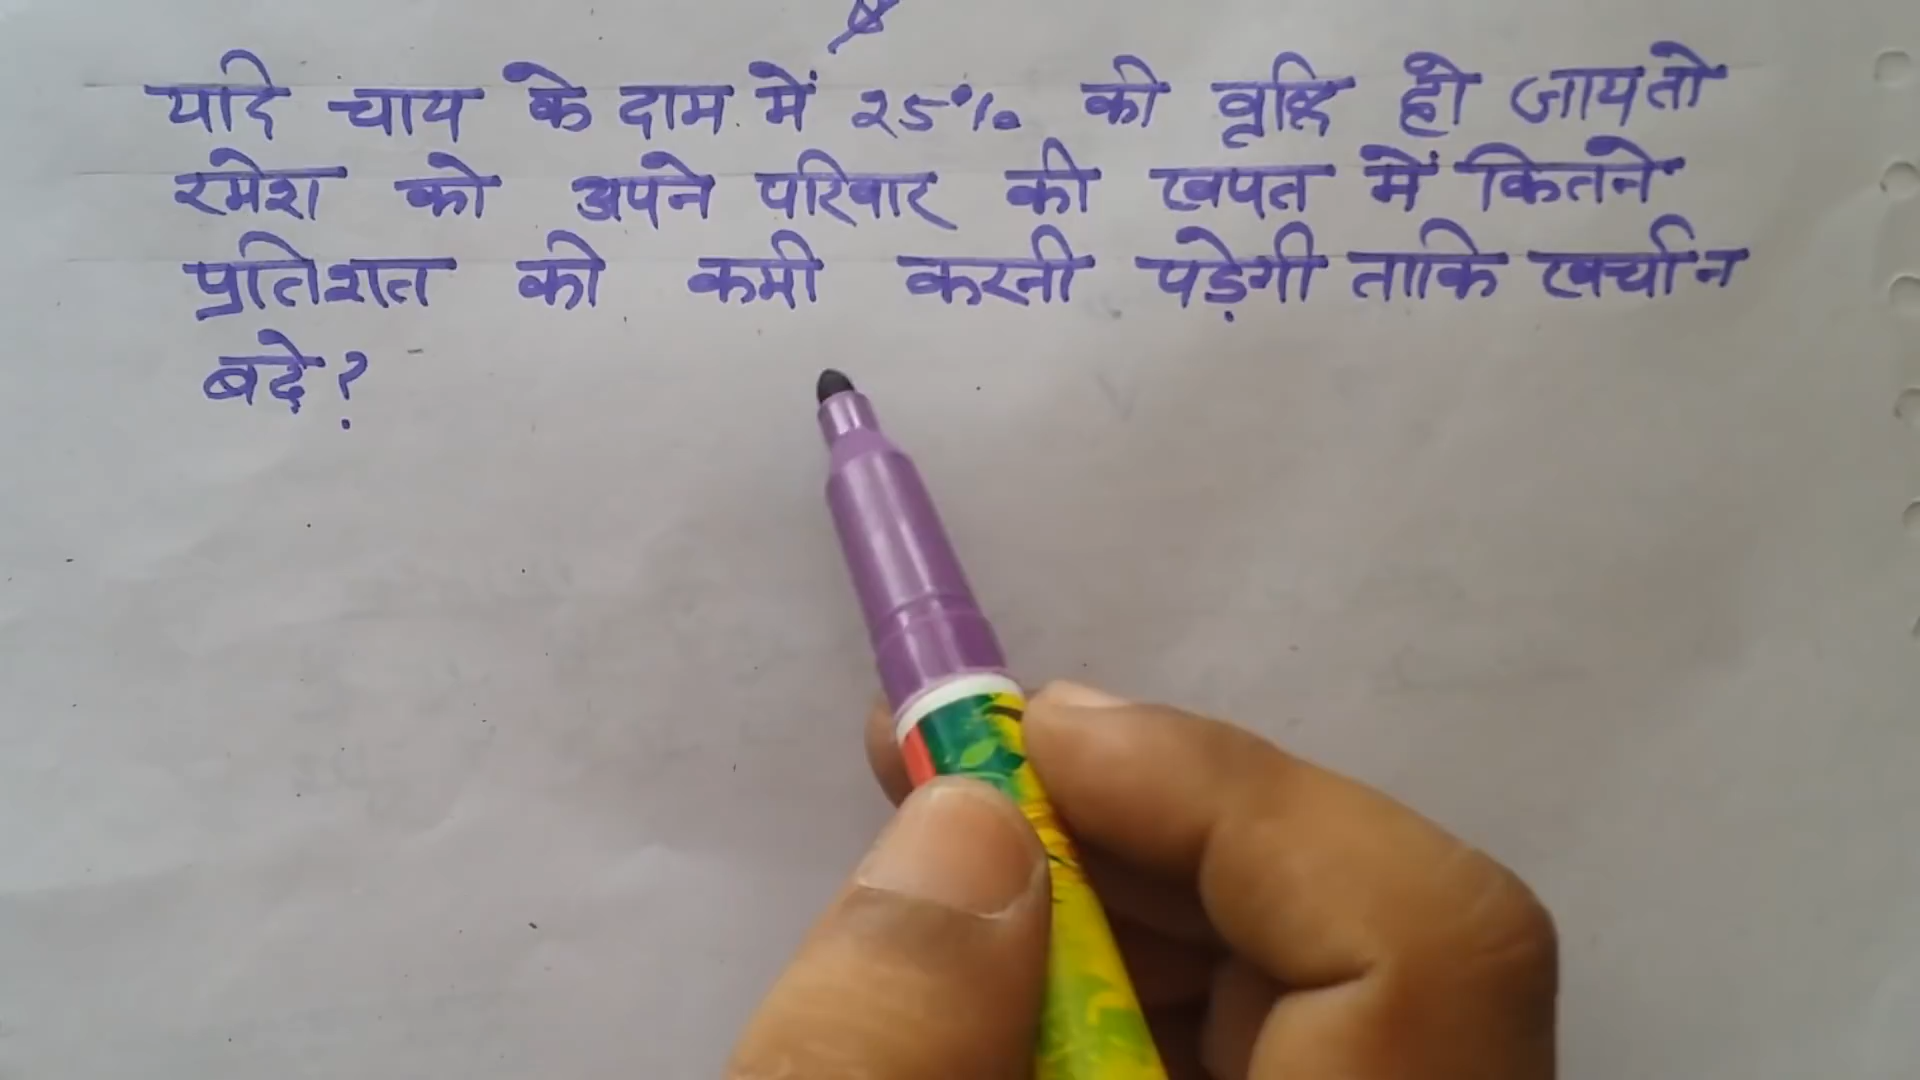 यदि चाय के दाम में 25% की वृद्धि हो जाय तो
रमेश को अपने परिवार की खपत में कितने
प्रतिशत की कमी करनी पड़ेगी ताकि खर्चा न
बढ़े?